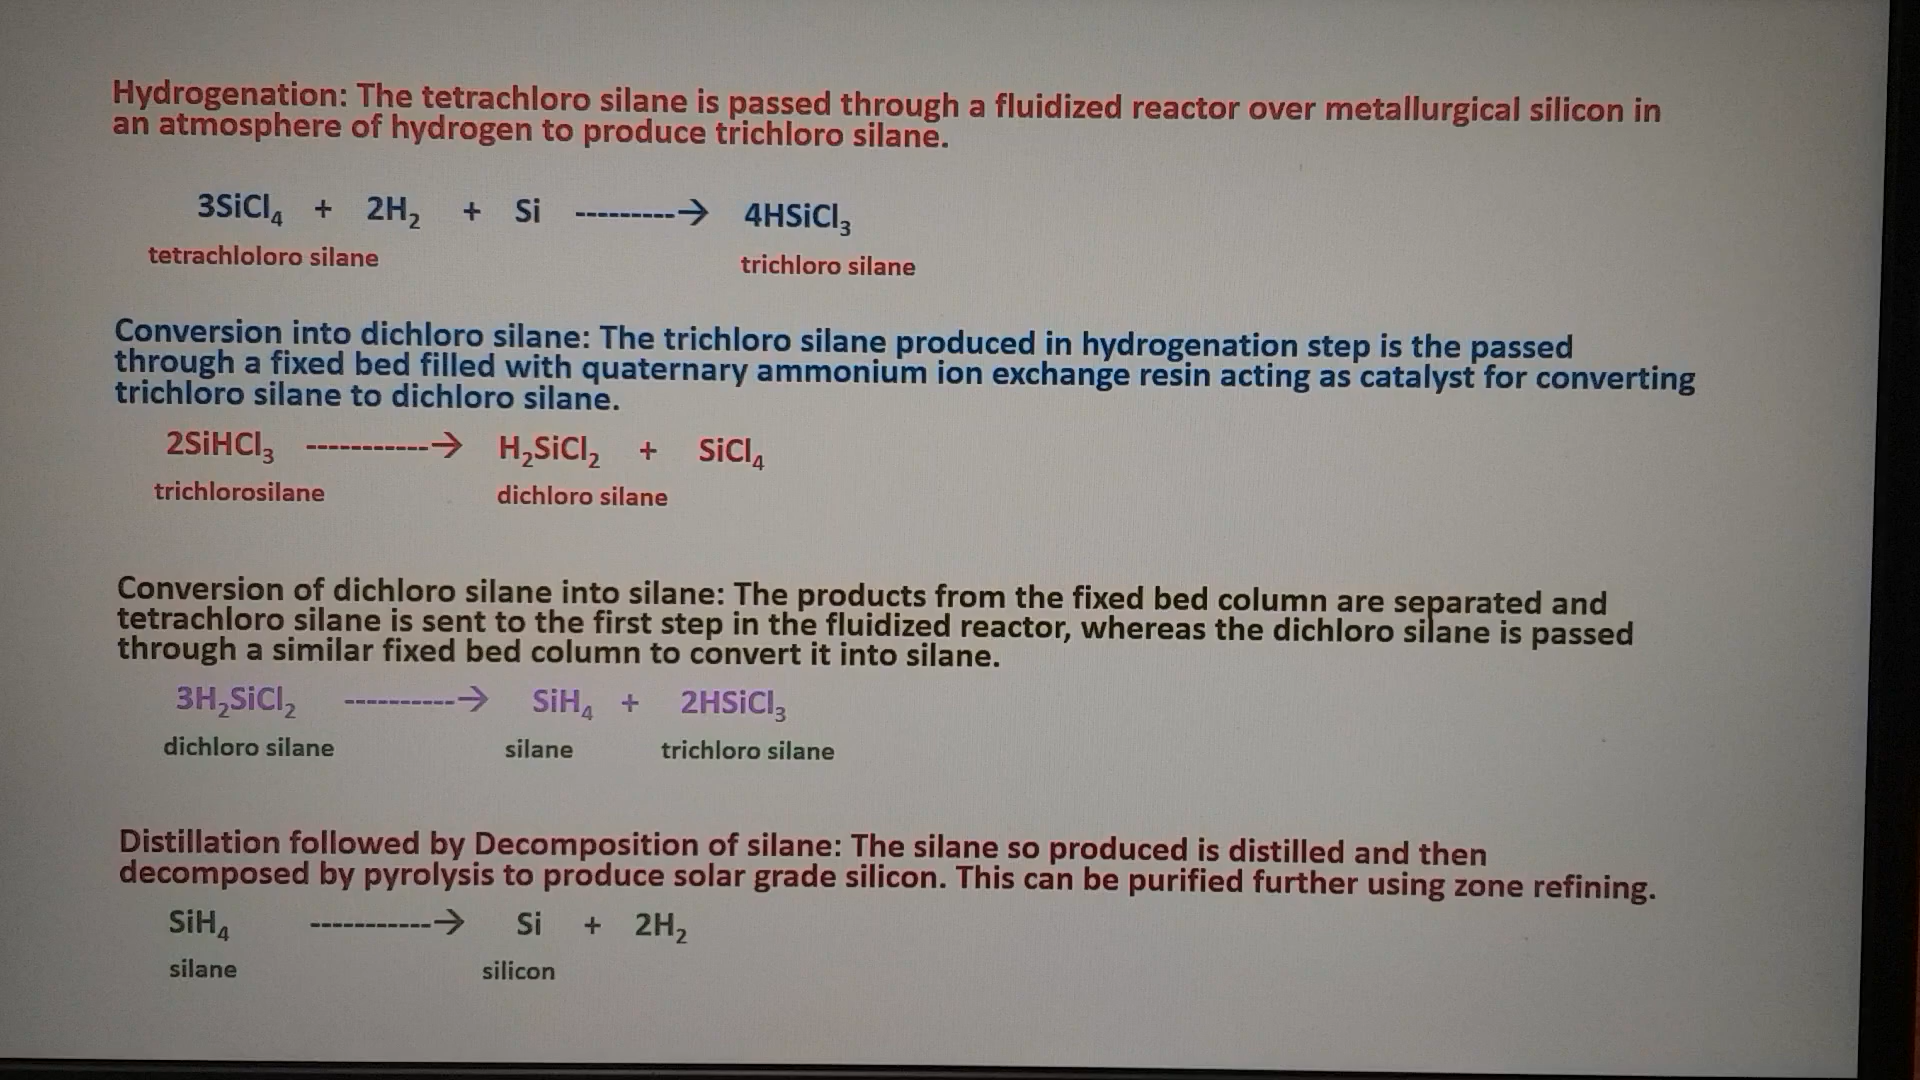 Hydrogenation: The tetrachloro silane is passed through a fluidized reactor over metallurgical silicon in
an atmosphere of hydrogen to produce trichloro silane.
3SiCl₄ + 2H₂ + Si ----------→ 4HSiCl₃
tetrachloloro silane trichloro silane
Conversion into dichloro silane: The trichloro silane produced in hydrogenation step is the passed
through a fixed bed filled with quaternary ammonium ion exchange resin acting as catalyst for converting
trichloro silane to dichloro silane.
2SiHCl₃ ------------→ H₂SiCl₂ + SiCl₄
trichlorosilane dichloro silane
Conversion of dichloro silane into silane: The products from the fixed bed column are separated and
tetrachloro silane is sent to the first step in the fluidized reactor, whereas the dichloro silane is passed
through a similar fixed bed column to convert it into silane.
3H₂SiCl₂ -----------→ SiH₄ + 2HSiCl₃
dichloro silane silane trichloro silane
Distillation followed by Decomposition of silane: The silane so produced is distilled and then
decomposed by pyrolysis to produce solar grade silicon. This can be purified further using zone refining.
SiH₄ ------------→ Si + 2H₂
silane silicon